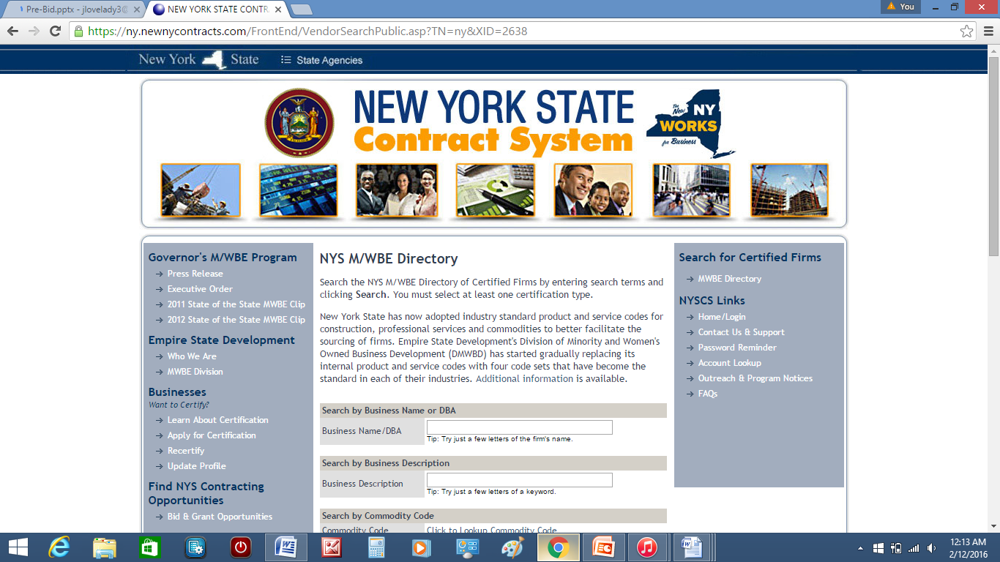 Pre-Bid.pptx - jlovelady3@
NEW YORK STATE CONTR
You
https://ny.newnycontracts.com/FrontEnd/VendorSearchPublic.asp?TN=ny&XID=2638
New York State
State Agencies
NEW YORK STATE
Contract System
The New NY
WORKS
for Business
Governor's M/WBE Program
Press Release
Executive Order
2011 State of the State MWBE Clip
2012 State of the State MWBE Clip
Empire State Development
Who We Are
MWBE Division
Businesses
Want to Certify?
Learn About Certification
Apply for Certification
Recertify
Update Profile
Find NYS Contracting
Opportunities
Bid & Grant Opportunities
NYS M/WBE Directory
Search the NYS M/WBE Directory of Certified Firms by entering search terms and
clicking Search. You must select at least one certification type.
New York State has now adopted industry standard product and service codes for
construction, professional services and commodities to better facilitate the
sourcing of firms. Empire State Development's Division of Minority and Women's
Owned Business Development (DMWBD) has started gradually replacing its
internal product and service codes with four code sets that have become the
standard in each of their industries. Additional information is available.
Search by Business Name or DBA
Business Name/DBA
Tip: Try just a few letters of the firm's name.
Search by Business Description
Business Description
Tip: Try just a few letters of a keyword.
Search by Commodity Code
Commodity Code Click to Lookup Commodity Code
Search for Certified Firms
MWBE Directory
NYSCS Links
Home/Login
Contact Us & Support
Password Reminder
Account Lookup
Outreach & Program Notices
FAQs
12:13 AM
2/12/2016